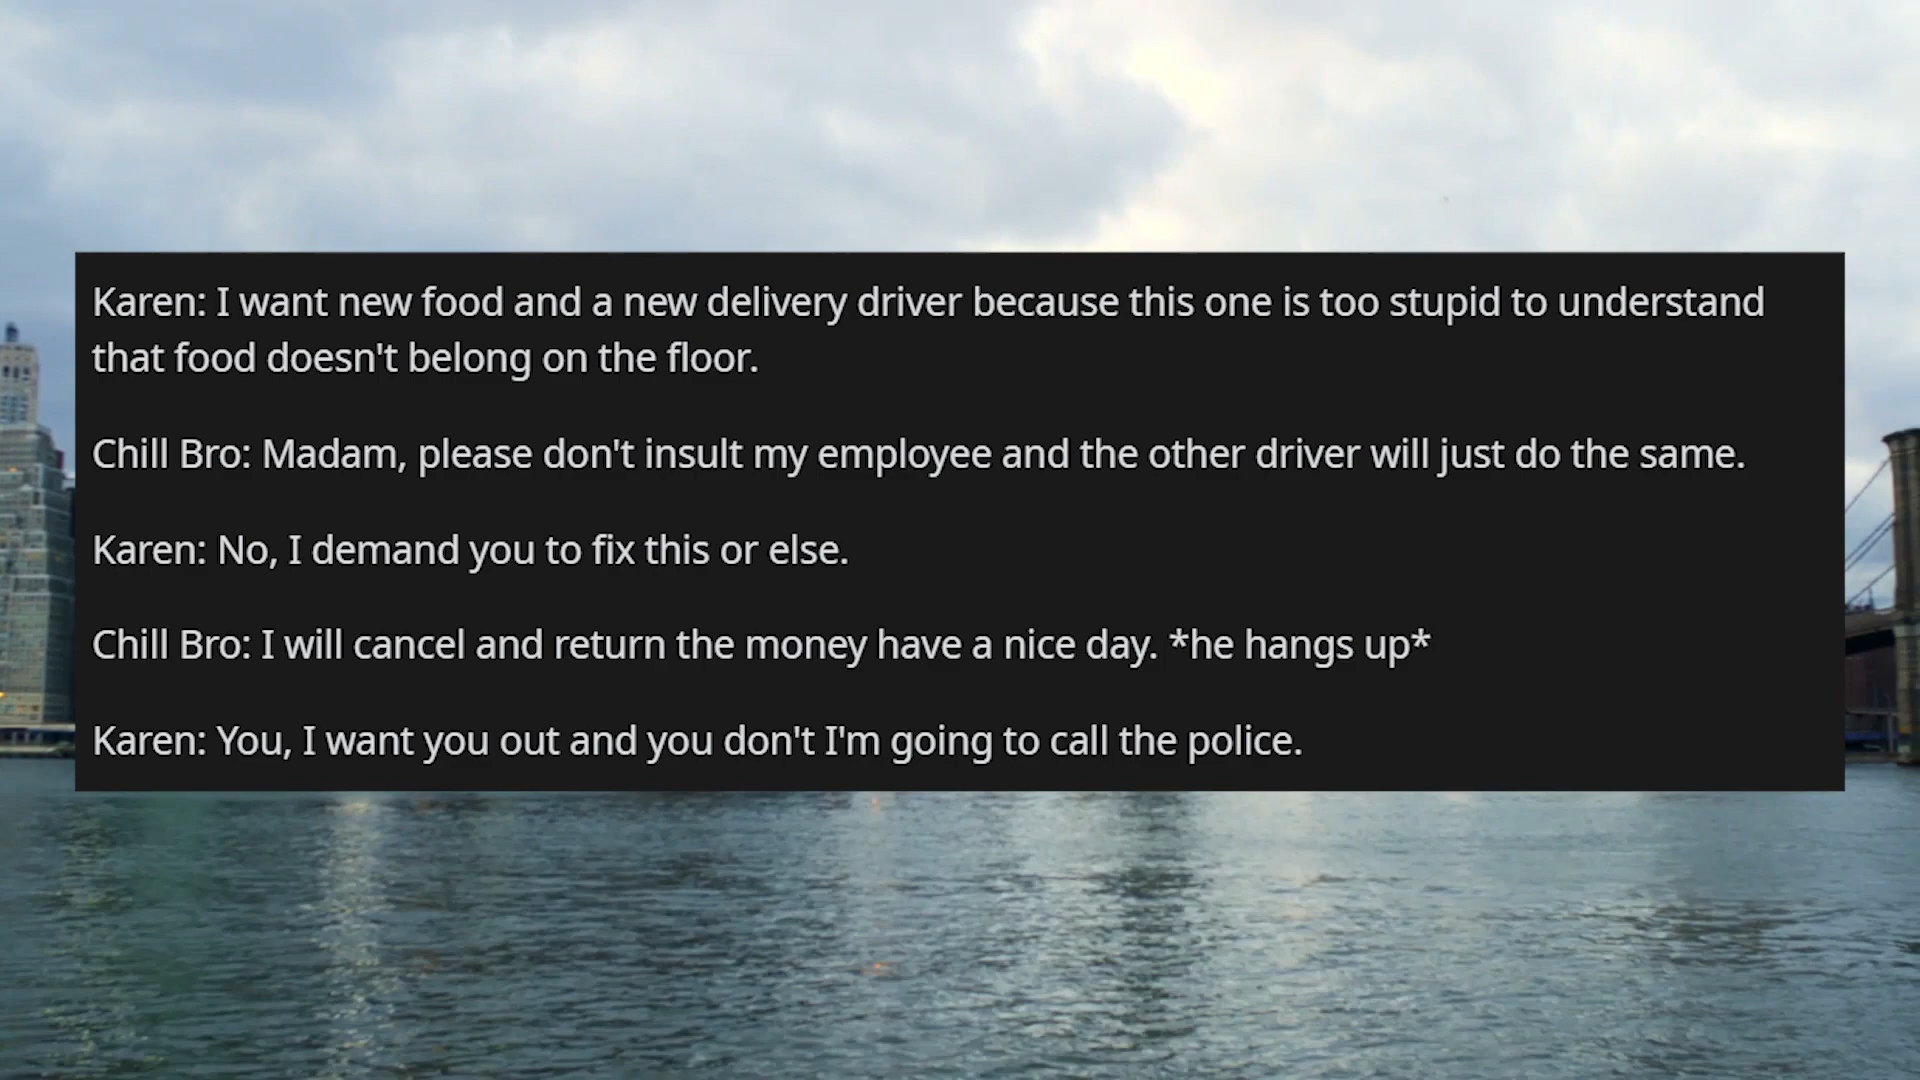 Karen: I want new food and a new delivery driver because this one is too stupid to understand
that food doesn't belong on the floor.
Chill Bro: Madam, please don't insult my employee and the other driver will just do the same.
Karen: No, I demand you to fix this or else.
Chill Bro: I will cancel and return the money have a nice day. *he hangs up*
Karen: You, I want you out and you don't I'm going to call the police.